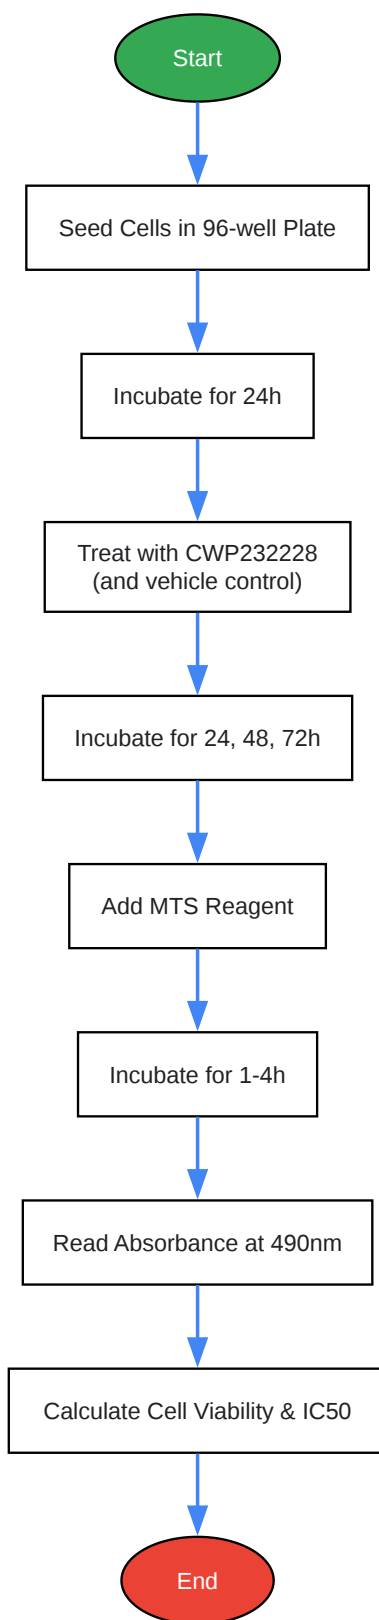 Start
Seed Cells in 96-well Plate
Incubate for 24h
Treat with CWP232228
(and vehicle control)
Incubate for 24, 48, 72h
Add MTS Reagent
Incubate for 1-4h
Read Absorbance at 490nm
Calculate Cell Viability & IC50
End